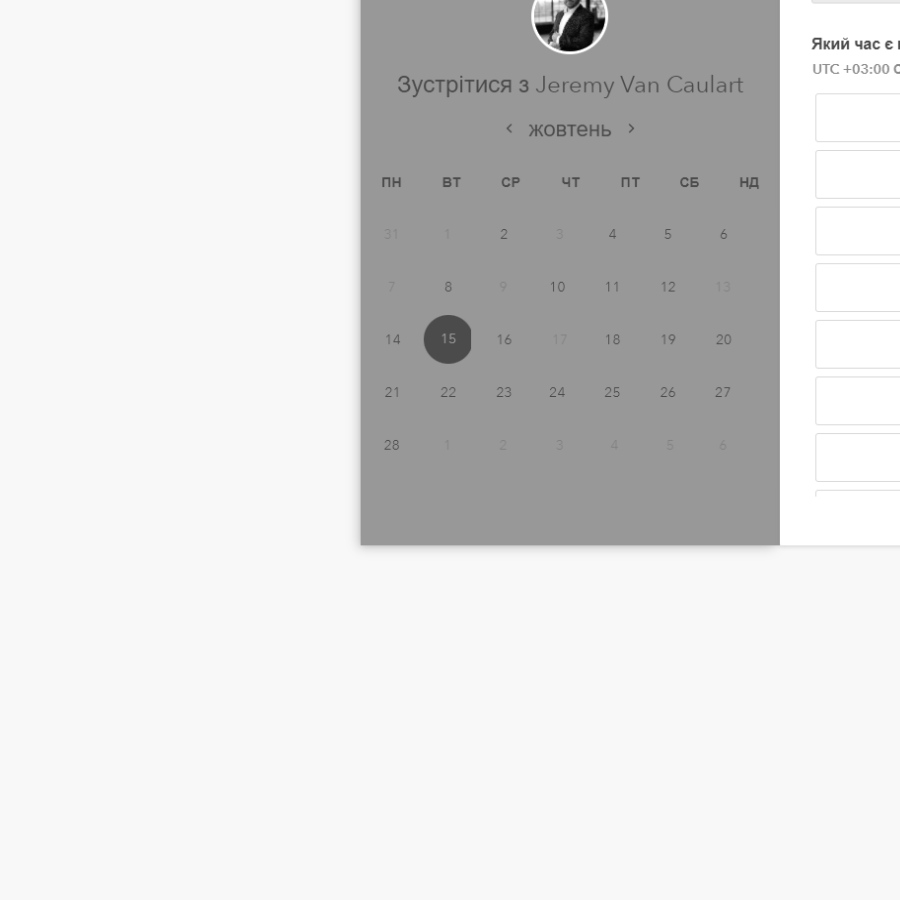 Зустрітися з Jeremy Van Caulart
жовтень
ПН ВТ СР ЧТ ПТ СБ НД
31 1 2 3 4 5 6
7 8 9 10 11 12 13
14 15 16 17 18 19 20
21 22 23 24 25 26 27
28 1 2 3 4 5 6
Який час є
UTC +03:00